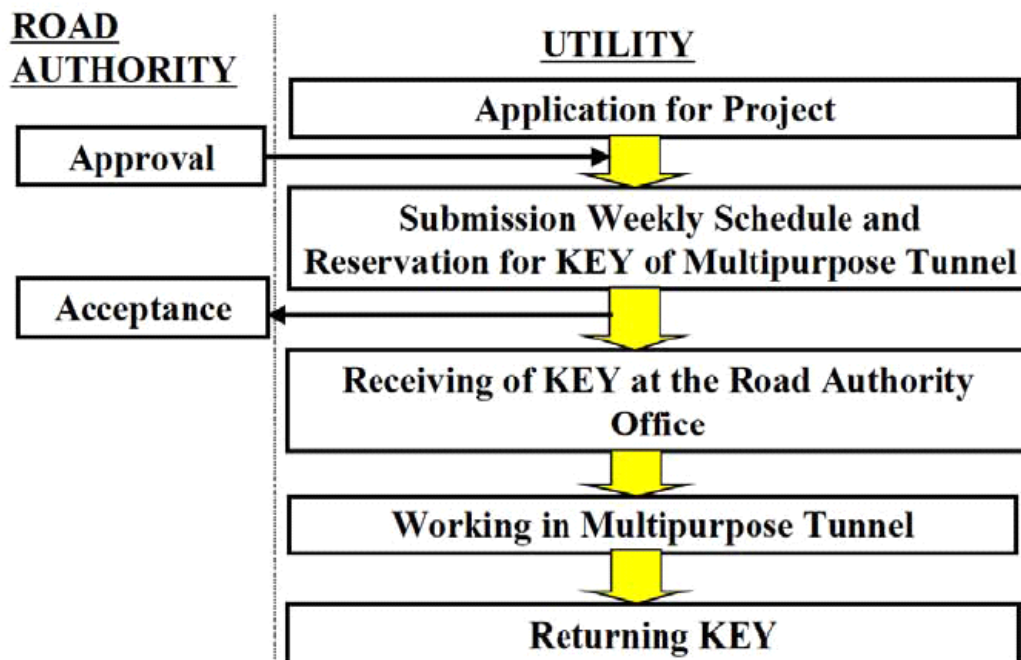 ROAD
AUTHORITY
UTILITY
Application for Project
Approval
Submission Weekly Schedule and
Reservation for KEY of Multipurpose Tunnel
Acceptance
Receiving of KEY at the Road Authority
Office
Working in Multipurpose Tunnel
Returning KEY